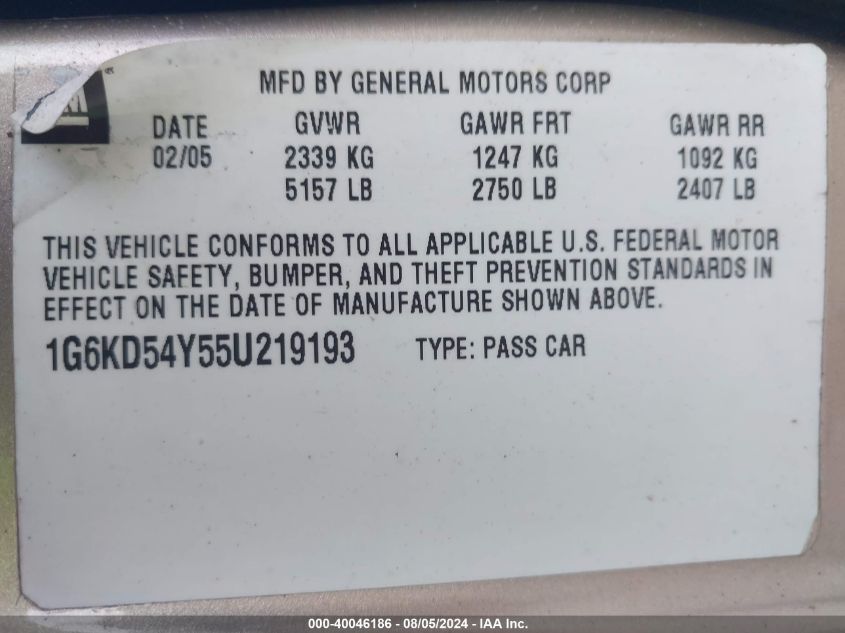 MFD BY GENERAL MOTORS CORP
DATE GVWR GAWR FRT GAWR RR
02/05 2339 KG 1247 KG 1092 KG
5157 LB 2750 LB 2407 LB
THIS VEHICLE CONFORMS TO ALL APPLICABLE U.S. FEDERAL MOTOR
VEHICLE SAFETY, BUMPER, AND THEFT PREVENTION STANDARDS IN
EFFECT ON THE DATE OF MANUFACTURE SHOWN ABOVE.
1G6KD54Y55U219193 TYPE: PASS CAR
000-40046186 - 08/05/2024 - IAA Inc.